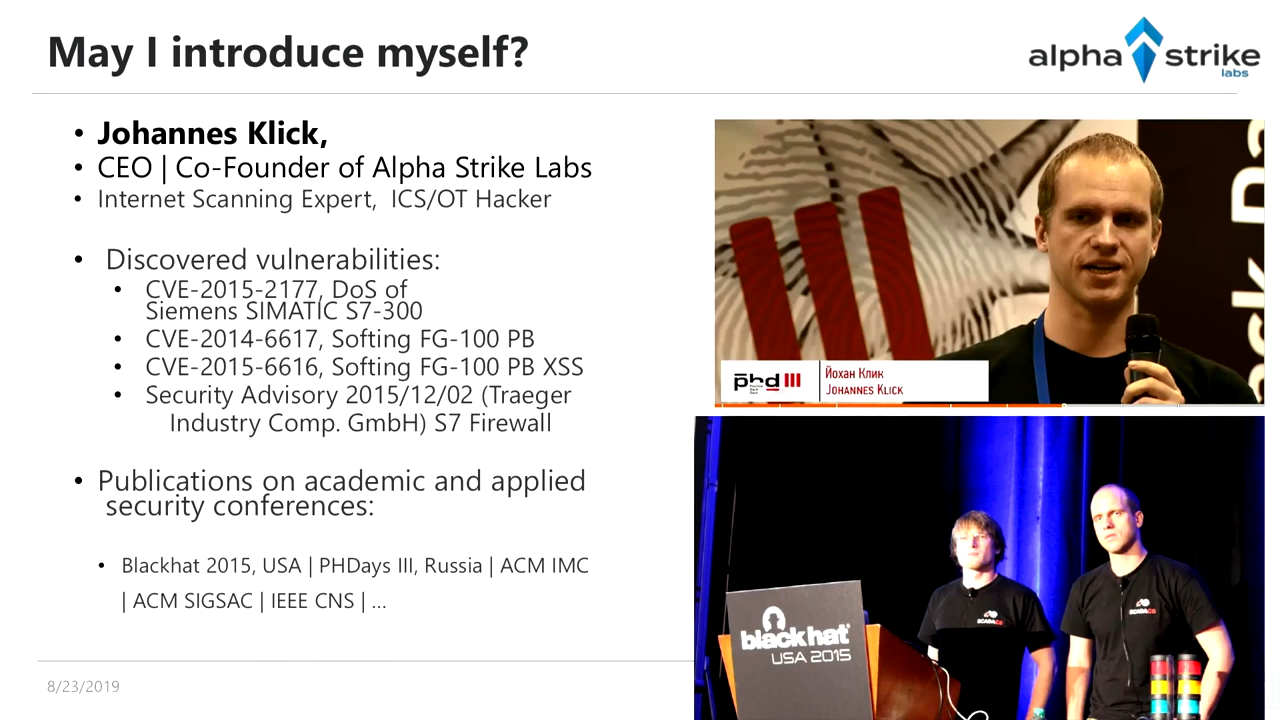 May I introduce myself?
alpha strike
labs
• Johannes Klick,
• CEO | Co-Founder of Alpha Strike Labs
• Internet Scanning Expert, ICS/OT Hacker
• Discovered vulnerabilities:
• CVE-2015-2177, DoS of
Siemens SIMATIC S7-300
• CVE-2014-6617, Softing FG-100 PB
• CVE-2015-6616, Softing FG-100 PB XSS
• Security Advisory 2015/12/02 (Traeger
Industry Comp. GmbH) S7 Firewall
• Publications on academic and applied
security conferences:
• Blackhat 2015, USA | PHDays III, Russia | ACM IMC
| ACM SIGSAC | IEEE CNS | ...
8/23/2019
phd III
Йохан Клик
Johannes Klick
black hat
USA 2015
SCADACS
SCADACS